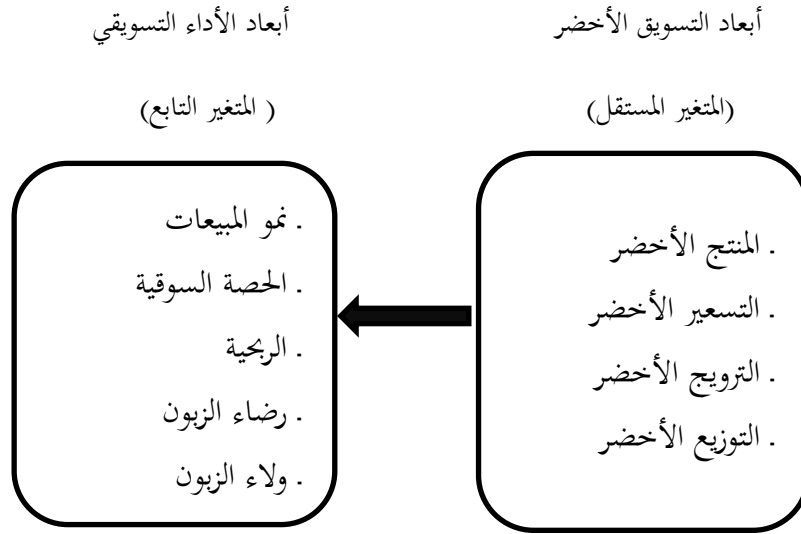 أبعاد التسويق الأخضر
(المتغير المستقل)
. المنتج الأخضر
. التسعير الأخضر
. الترويج الأخضر
. التوزيع الأخضر
أبعاد الأداء التسويقي
( المتغير التابع)
. نمو المبيعات
. الحصة السوقية
. الربحية
. رضاء الزبون
. ولاء الزبون